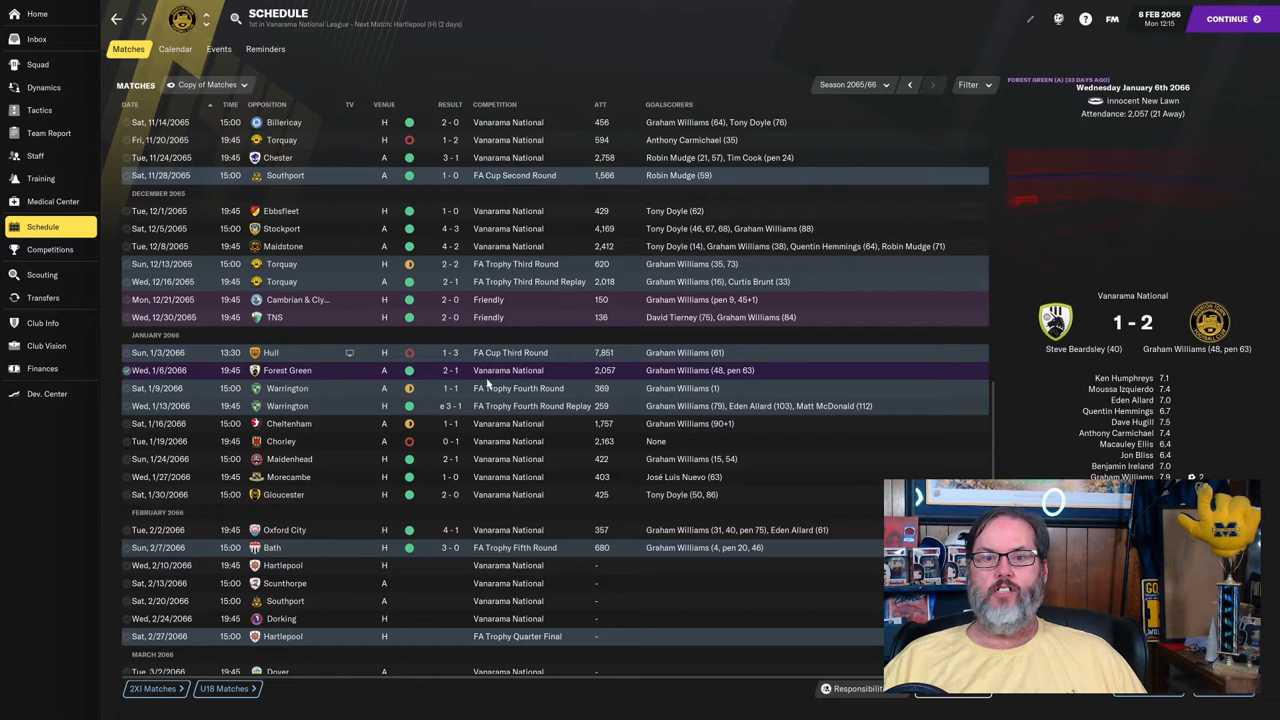 Home
SCHEDULE
1st in Vanarama National League - Next Match: Hartlepool (H) (2 days)
FM
8 FEB 2066
Mon 12:15
CONTINUE
Inbox
Squad
Dynamics
Tactics
Team Report
Staff
Training
Medical Center
Schedule
Competitions
Scouting
Transfers
Club Info
Club Vision
Finances
Dev. Center
Matches Calendar Events Reminders
MATCHES Copy of Matches Season 2065/66 Filter
DATE TIME OPPOSITION TV VENUE RESULT COMPETITION ATT GOALSCORERS
Sat, 11/14/2065 15:00 Billericay H 2 - 0 Vanarama National 456 Graham Williams (64), Tony Doyle (76)
Fri, 11/20/2065 19:45 Torquay H 1 - 2 Vanarama National 594 Anthony Carmichael (35)
Tue, 11/24/2065 19:45 Chester A 3 - 1 Vanarama National 2,758 Robin Mudge (21, 57), Tim Cook (pen 24)
Sat, 11/28/2065 15:00 Southport A 1 - 0 FA Cup Second Round 1,566 Robin Mudge (59)
DECEMBER 2065
Tue, 12/1/2065 19:45 Ebbsfleet H 1 - 0 Vanarama National 429 Tony Doyle (62)
Sat, 12/5/2065 15:00 Stockport A 4 - 3 Vanarama National 4,169 Tony Doyle (46, 67, 68), Graham Williams (88)
Tue, 12/8/2065 19:45 Maidstone A 4 - 2 Vanarama National 2,412 Tony Doyle (14), Graham Williams (38), Quentin Hemmings (64), Robin Mudge (71)
Sun, 12/13/2065 15:00 Torquay H 2 - 2 FA Trophy Third Round 620 Graham Williams (35, 73)
Wed, 12/16/2065 19:45 Torquay A 2 - 1 FA Trophy Third Round Replay 2,018 Graham Williams (16), Curtis Brunt (33)
Mon, 12/21/2065 19:45 Cambrian & Cly... H 2 - 0 Friendly 150 Graham Williams (pen 9, 45+1)
Wed, 12/30/2065 19:45 TNS H 2 - 0 Friendly 136 David Tierney (75), Graham Williams (84)
JANUARY 2066
Sun, 1/3/2066 13:30 Hull H 1 - 3 FA Cup Third Round 7,851 Graham Williams (61)
Wed, 1/6/2066 19:45 Forest Green A 2 - 1 Vanarama National 2,057 Graham Williams (48, pen 63)
Sat, 1/9/2066 15:00 Warrington A 1 - 1 FA Trophy Fourth Round 369 Graham Williams (1)
Wed, 1/13/2066 19:45 Warrington H e 3 - 1 FA Trophy Fourth Round Replay 259 Graham Williams (79), Eden Allard (103), Matt McDonald (112)
Sat, 1/16/2066 15:00 Cheltenham A 1 - 1 Vanarama National 1,757 Graham Williams (90+1)
Tue, 1/19/2066 19:45 Chorley A 0 - 1 Vanarama National 2,163 None
Sun, 1/24/2066 15:00 Maidenhead H 2 - 1 Vanarama National 422 Graham Williams (15, 54)
Wed, 1/27/2066 19:45 Morecambe H 1 - 0 Vanarama National 403 José Luis Nuevo (63)
Sat, 1/30/2066 15:00 Gloucester H 2 - 0 Vanarama National 425 Tony Doyle (50, 86)
FEBRUARY 2066
Tue, 2/2/2066 19:45 Oxford City H 4 - 1 Vanarama National 357 Graham Williams (31, 40, pen 75), Eden Allard (61)
Sun, 2/7/2066 15:00 Bath H 3 - 0 FA Trophy Fifth Round 680 Graham Williams (4, pen 20, 46)
Wed, 2/10/2066 19:45 Hartlepool H Vanarama National -
Sat, 2/13/2066 15:00 Scunthorpe A Vanarama National -
Sat, 2/20/2066 15:00 Southport A Vanarama National -
Wed, 2/24/2066 19:45 Dorking H Vanarama National -
Sat, 2/27/2066 15:00 Hartlepool H FA Trophy Quarter Final -
MARCH 2066
Tue, 3/2/2066 19:45 Dover A Vanarama National -
2XI Matches U18 Matches
FOREST GREEN (A) (33 DAYS AGO)
Wednesday January 6th 2066
innocent New Lawn
Attendance: 2,057 (21 Away)
Vanarama National
1 - 2
Steve Beardsley (40) Graham Williams (48, pen 63)
Ken Humphreys 7.1
Moussa Izvidroy 7.4
Eden Allard 7.0
Quentin Hemmings 6.7
Dave Hugill 7.5
Anthony Carmichael 7.4
Macauley Ellis 6.4
Jon Bliss 6.4
Benjamin Ireland 7.0
Graham Williams 7.9 2